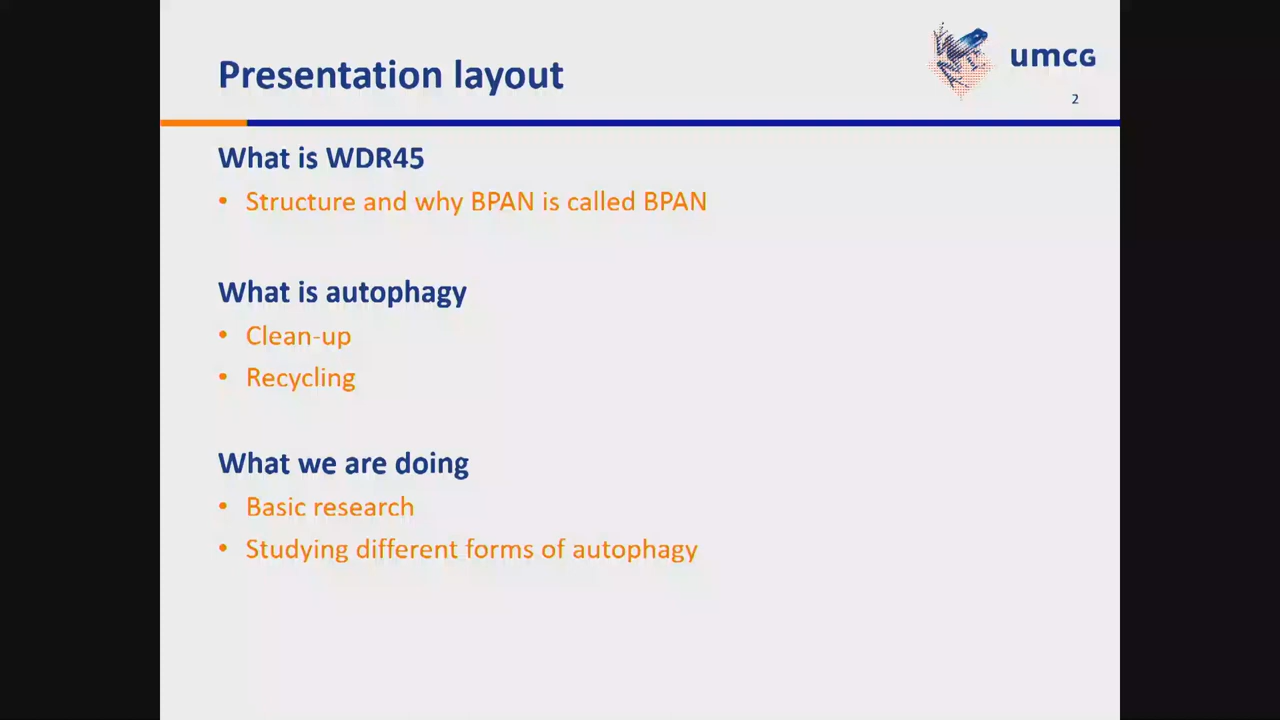 Presentation layout
umcg
2
What is WDR45
• Structure and why BPAN is called BPAN
What is autophagy
• Clean-up
• Recycling
What we are doing
• Basic research
• Studying different forms of autophagy